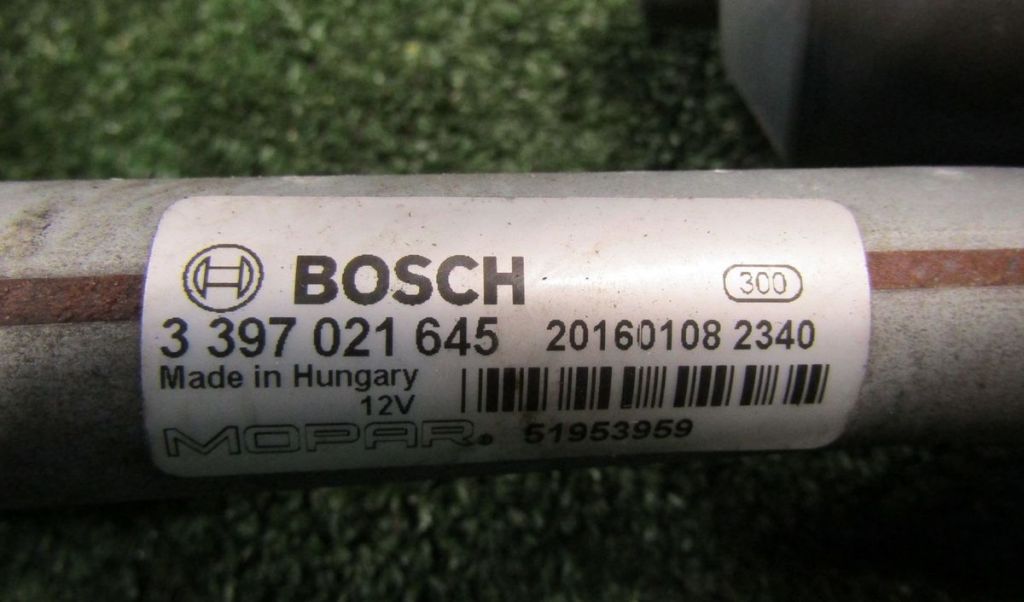 BOSCH 300
3 397 021 645 20160108 2340
Made in Hungary
12V
MOPAR® 51953959